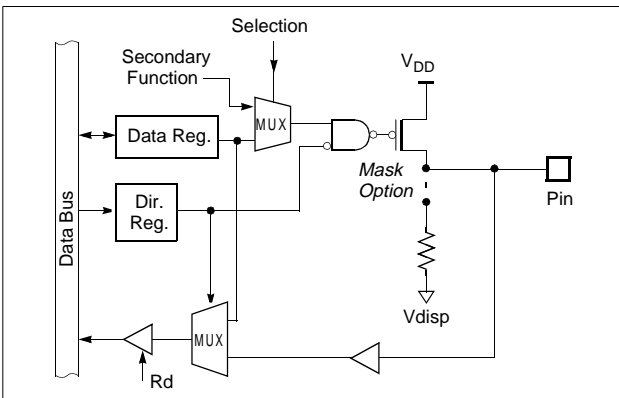 Selection
Secondary
Function
VDD
MUX
Data Reg.
Mask
Option
Pin
Dir.
Reg.
Data Bus
Vdisp
MUX
Rd